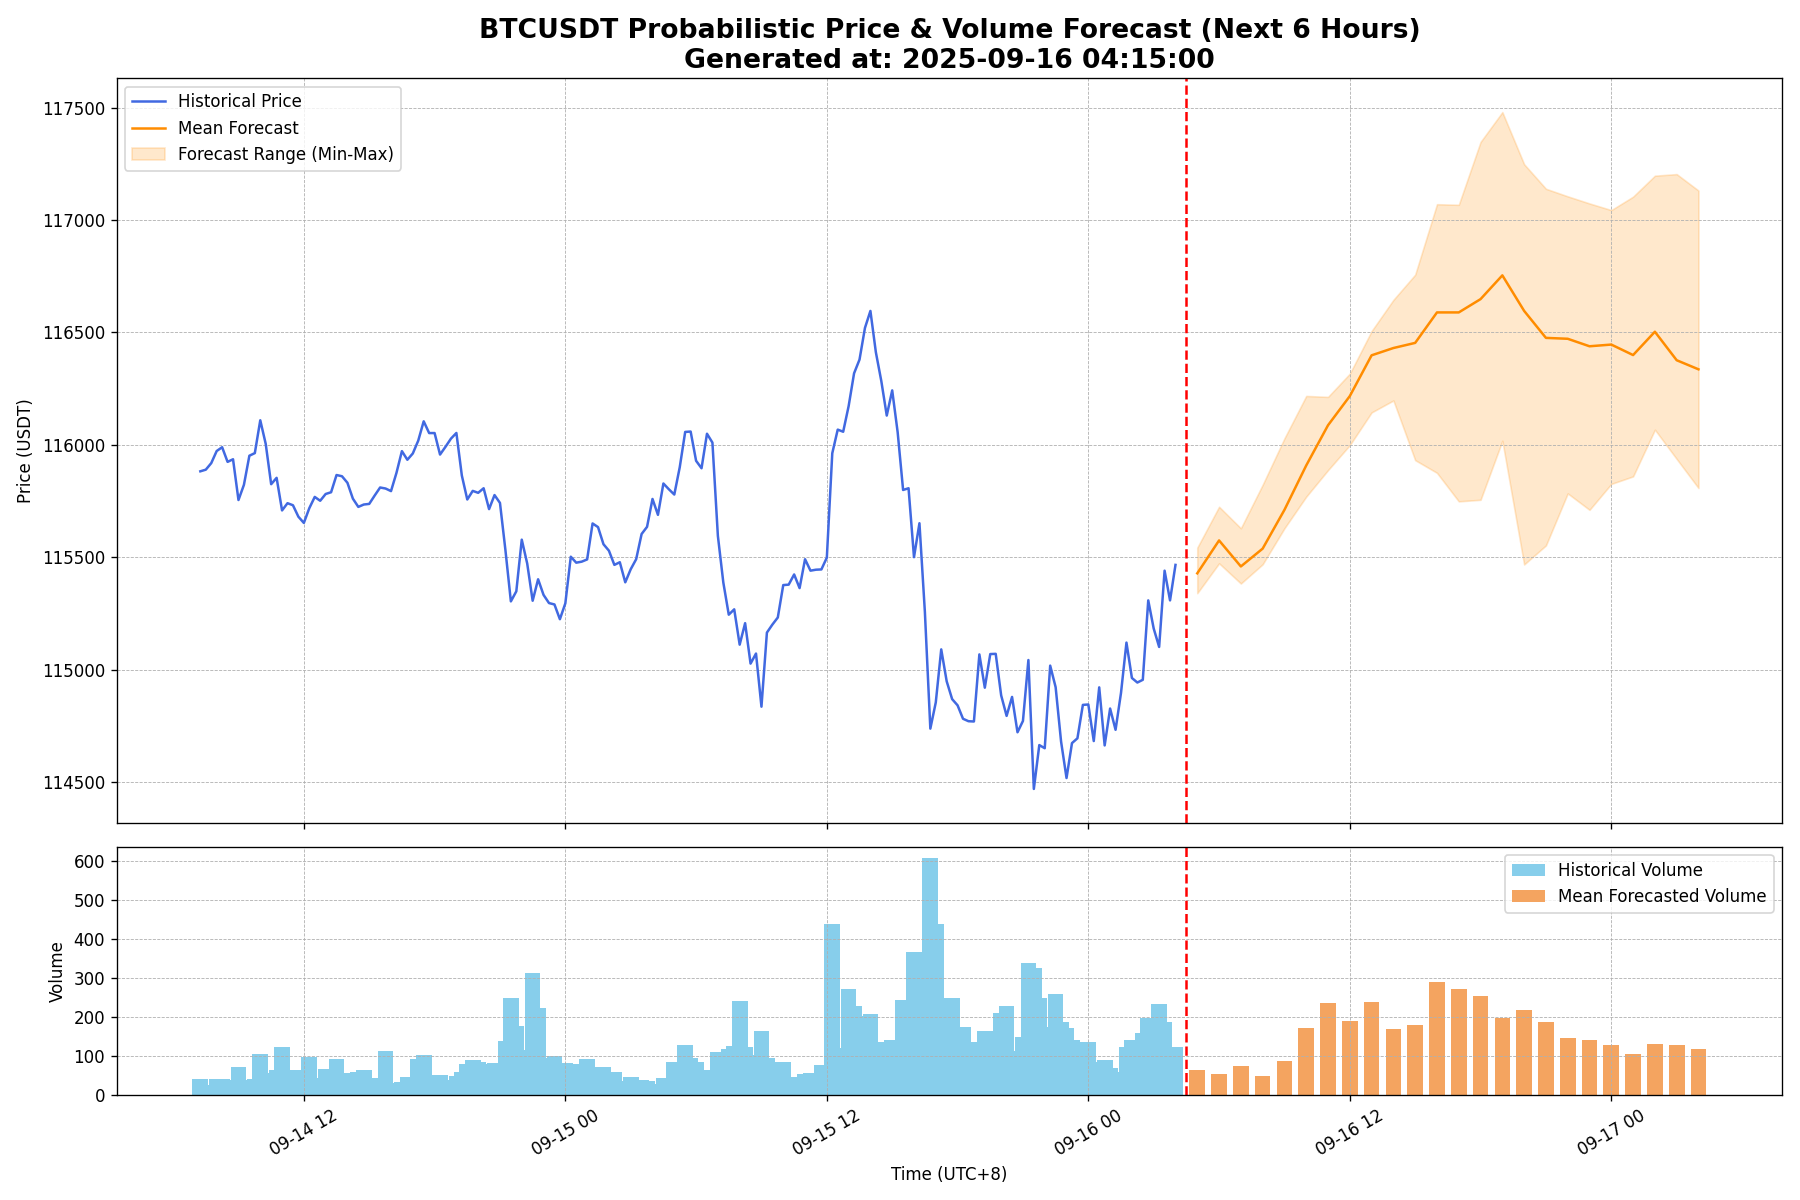 BTCUSDT Probabilistic Price & Volume Forecast (Next 6 Hours)
Generated at: 2025-09-16 04:15:00
Historical Price
Mean Forecast
Forecast Range (Min-Max)
117500
117000
116500
116000
115500
115000
114500
Price (USDT)
Historical Volume
Mean Forecasted Volume
600
500
400
300
200
100
0
Volume
09-14 12
09-15 00
09-15 12
09-16 00
09-16 12
09-17 00
Time (UTC+8)